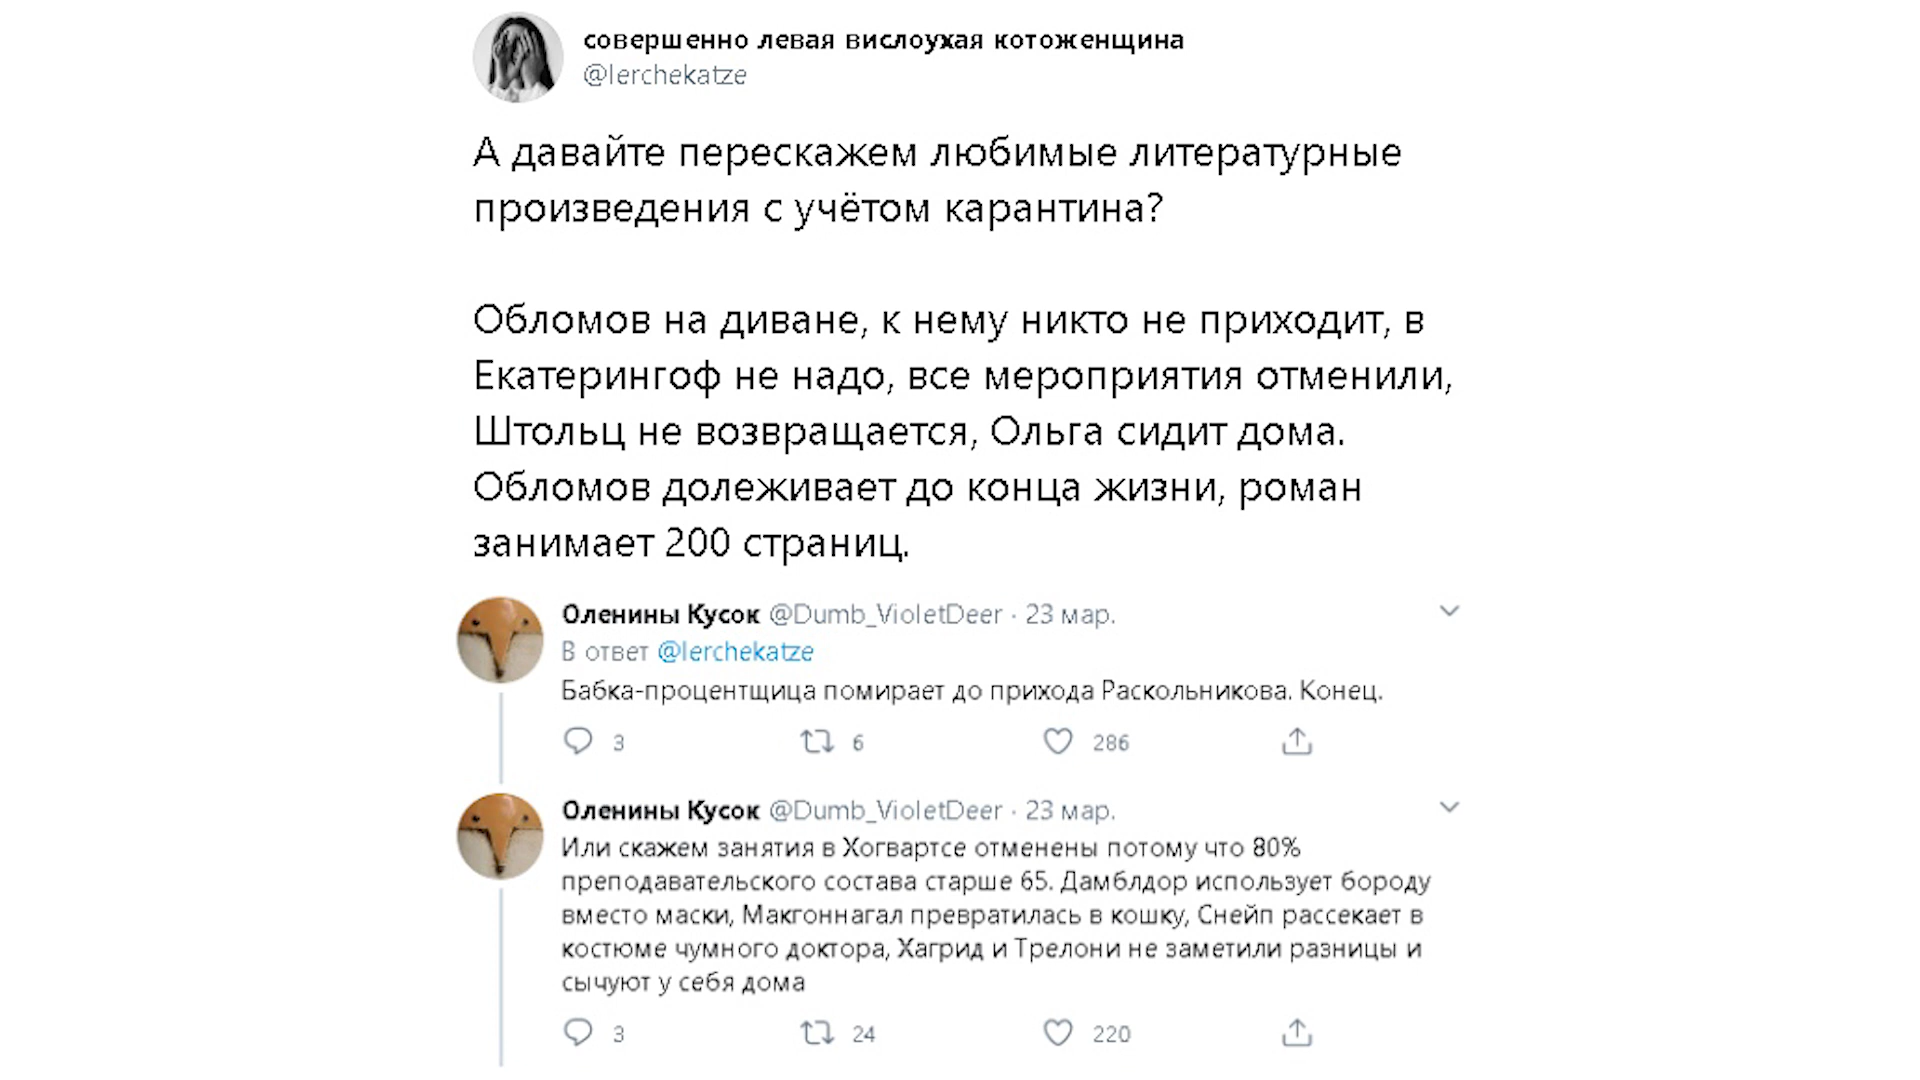 совершенно левая вислоухая котоженщина
@lerchekatze
А давайте перескажем любимые литературные
произведения с учётом карантина?
Обломов на диване, к нему никто не приходит, в
Екатерингоф не надо, все мероприятия отменили,
Штольц не возвращается, Ольга сидит дома.
Обломов долеживает до конца жизни, роман
занимает 200 страниц.
Оленины Кусок @Dumb_VioletDeer · 23 мар.
В ответ @lerchekatze
Бабка-процентщица помирает до прихода Раскольникова. Конец.
3 6 286
Оленины Кусок @Dumb_VioletDeer · 23 мар.
Или скажем занятия в Хогвартсе отменены потому что 80%
преподавательского состава старше 65. Дамблдор использует бороду
вместо маски, Макгоннагал превратилась в кошку, Снейп рассекает в
костюме чумного доктора, Хагрид и Трелони не заметили разницы и
сычуют у себя дома
3 24 220